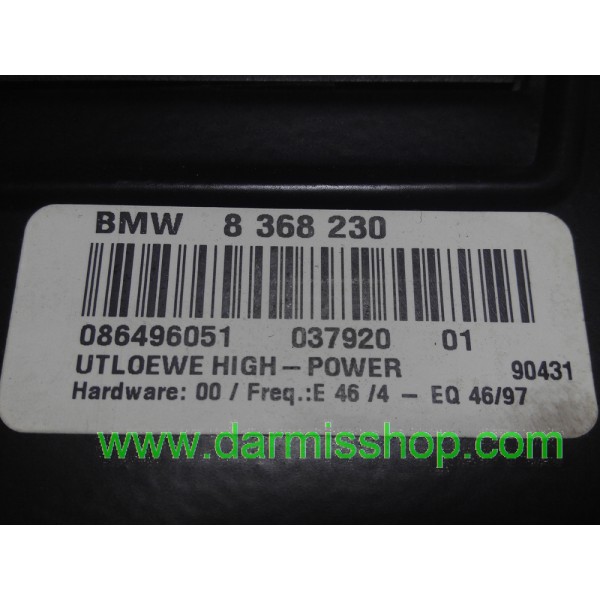 BMW 8 368 230
086496051 037920 01
UTLOEWE HIGH – POWER 90431
Hardware: 00 / Freq.:E 46 /4 – EQ 46/97
www.darmisshop.com